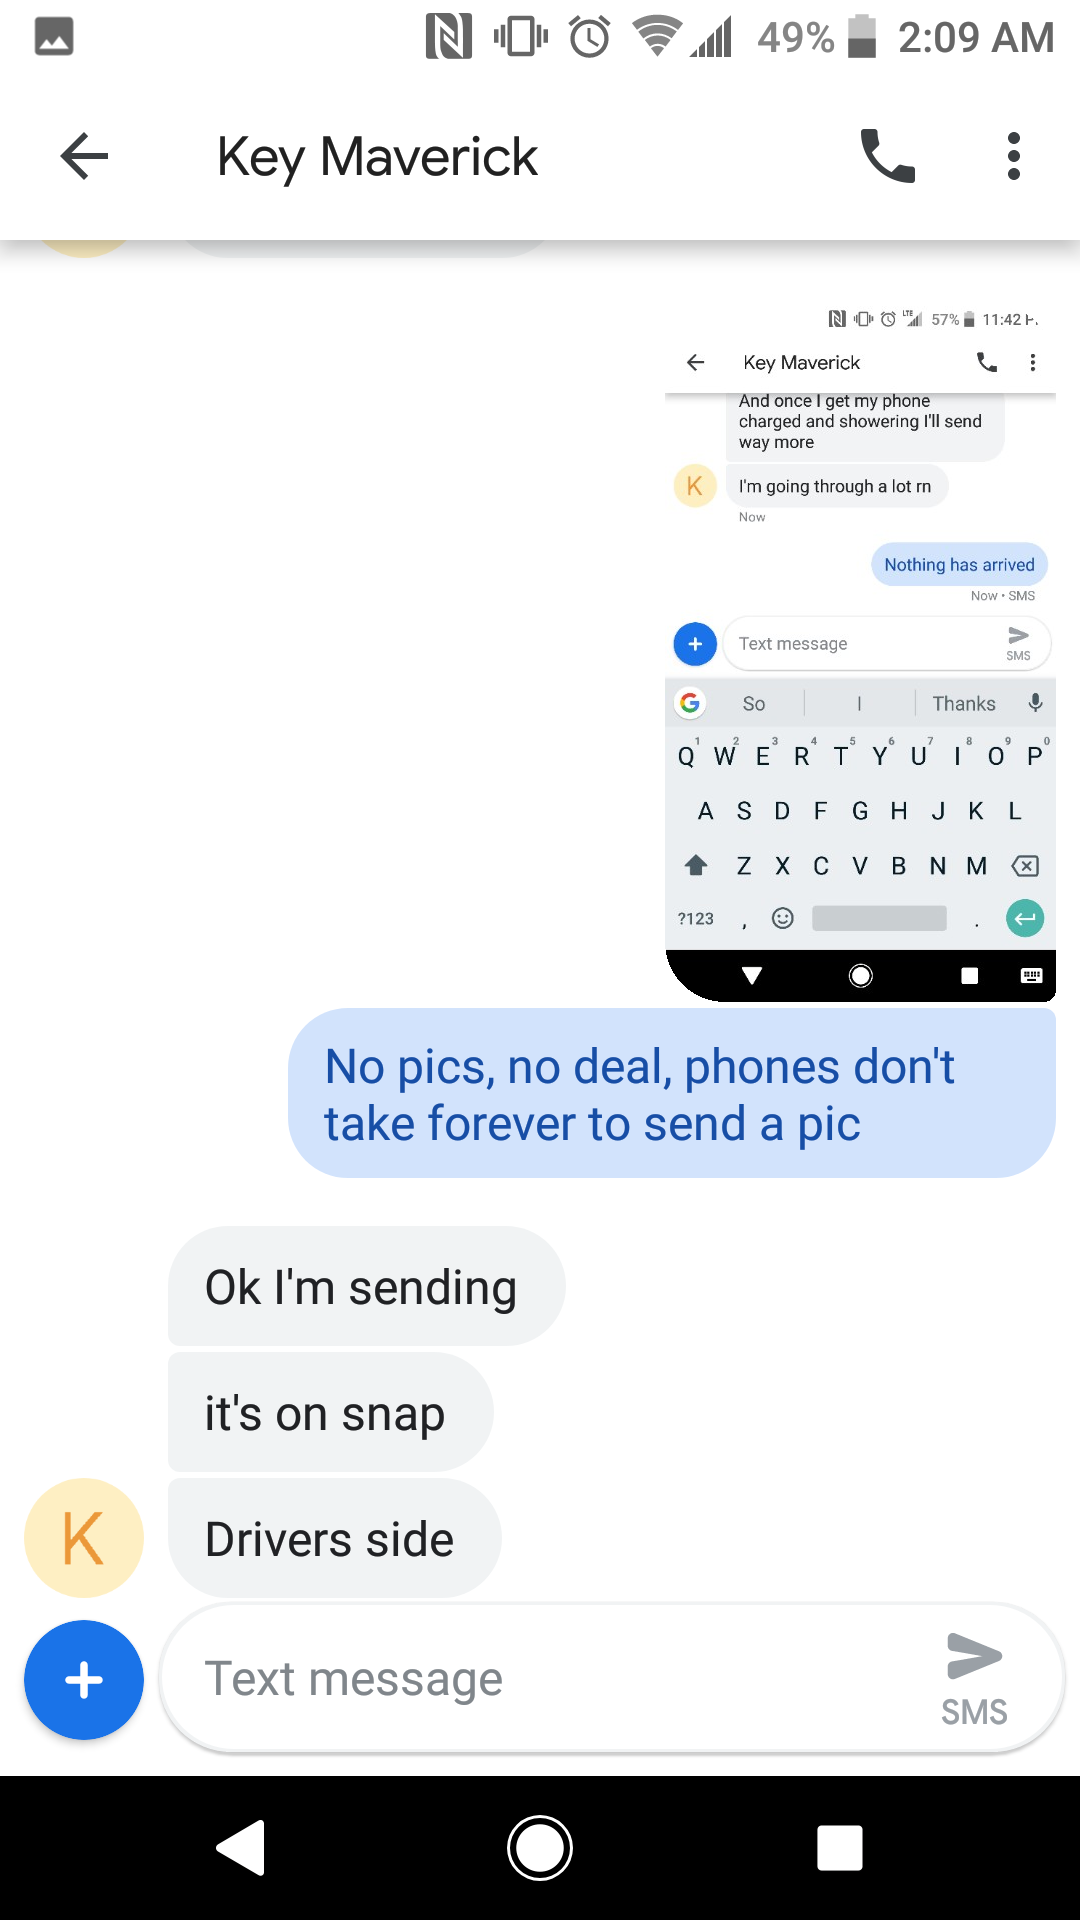 49% 2:09 AM
Key Maverick
LTE 57% 11:42
Key Maverick
And once I get my phone
charged and showering I'll send
way more
K
I'm going through a lot rn
Now
Nothing has arrived
Now • SMS
+
Text message
SMS
G So I Thanks
1 2 3 4 5 6 7 8 9 0
Q W E R T Y U I O P
A S D F G H J K L
Z X C V B N M
?123 , .
No pics, no deal, phones don't
take forever to send a pic
Ok I'm sending
it's on snap
K
Drivers side
+
Text message
SMS